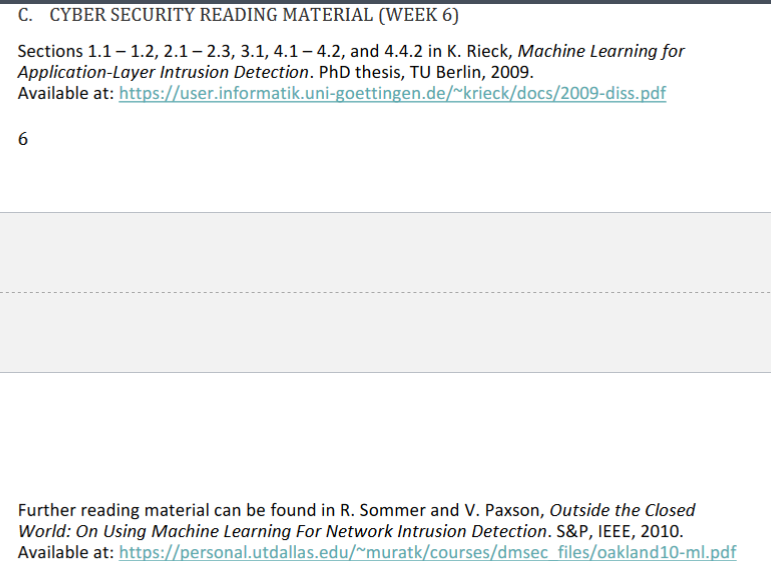 C. CYBER SECURITY READING MATERIAL (WEEK 6)
Sections 1.1 – 1.2, 2.1 – 2.3, 3.1, 4.1 – 4.2, and 4.4.2 in K. Rieck, Machine Learning for
Application-Layer Intrusion Detection. PhD thesis, TU Berlin, 2009.
Available at: https://user.informatik.uni-goettingen.de/~krieck/docs/2009-diss.pdf
6
Further reading material can be found in R. Sommer and V. Paxson, Outside the Closed
World: On Using Machine Learning For Network Intrusion Detection. S&P, IEEE, 2010.
Available at: https://personal.utdallas.edu/~muratk/courses/dmsec_files/oakland10-ml.pdf